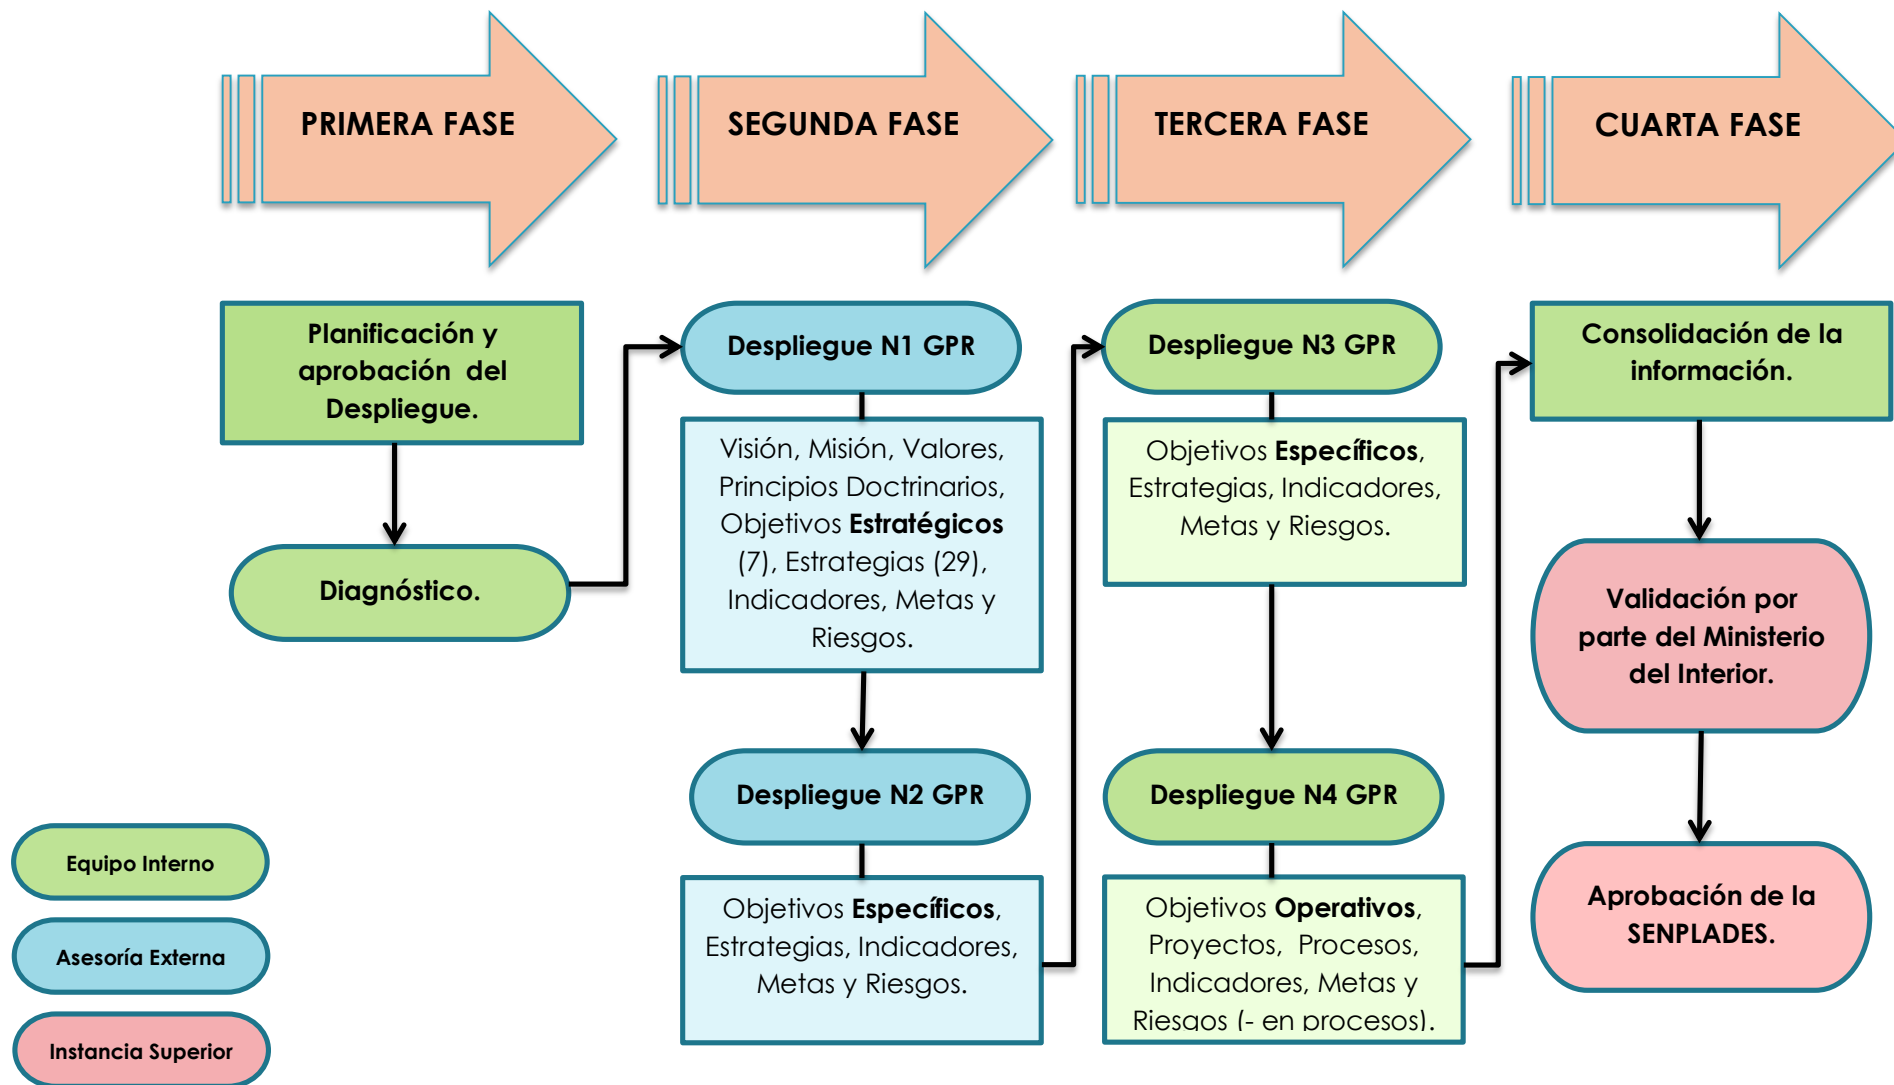 PRIMERA FASE
SEGUNDA FASE
TERCERA FASE
CUARTA FASE
Planificación y
aprobación del
Despliegue.
Diagnóstico.
Despliegue N1 GPR
Visión, Misión, Valores,
Principios Doctrinarios,
Objetivos Estratégicos
(7), Estrategias (29),
Indicadores, Metas y
Riesgos.
Despliegue N2 GPR
Objetivos Específicos,
Estrategias, Indicadores,
Metas y Riesgos.
Despliegue N3 GPR
Objetivos Específicos,
Estrategias, Indicadores,
Metas y Riesgos.
Despliegue N4 GPR
Objetivos Operativos,
Proyectos, Procesos,
Indicadores, Metas y
Riesgos (- en procesos).
Consolidación de la
información.
Validación por
parte del Ministerio
del Interior.
Aprobación de la
SENPLADES.
Equipo Interno
Asesoría Externa
Instancia Superior